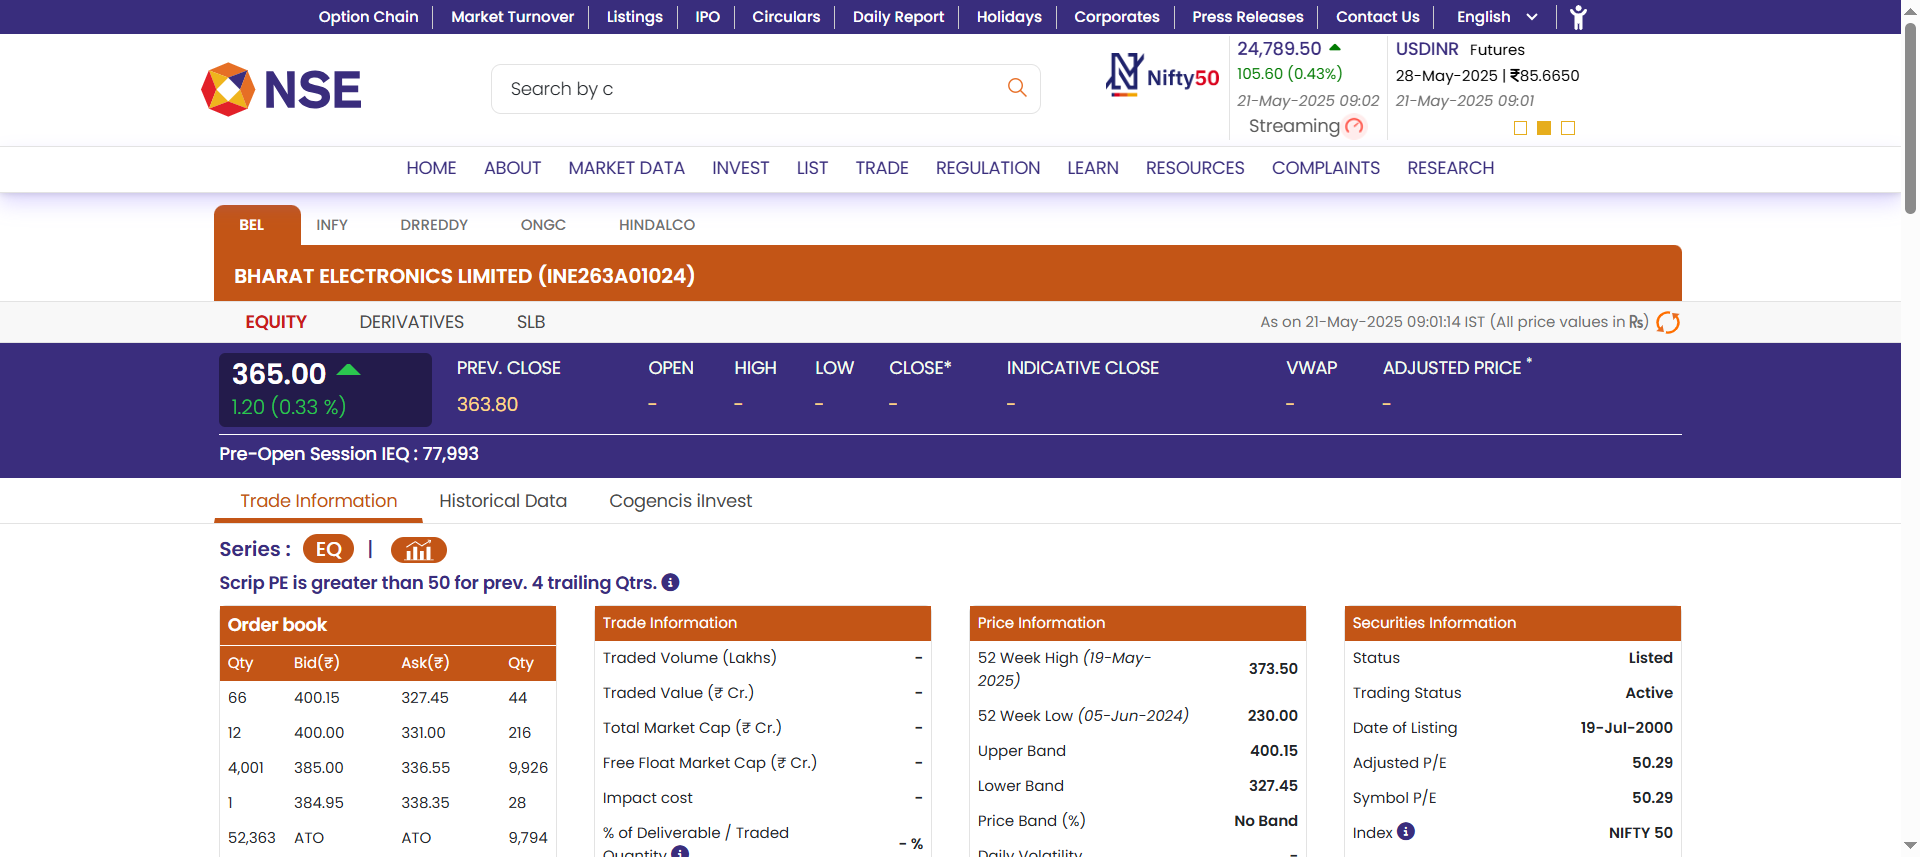 Option Chain
Market Turnover
Listings
IPO
Circulars
Daily Report
Holidays
Corporates
Press Releases
Contact Us
English
NSE
Search by c
Nifty50
24,789.50
105.60 (0.43%)
21-May-2025 09:02
Streaming
USDINR Futures
28-May-2025 | ₹85.6650
21-May-2025 09:01
HOME
ABOUT
MARKET DATA
INVEST
LIST
TRADE
REGULATION
LEARN
RESOURCES
COMPLAINTS
RESEARCH
BEL
INFY
DRREDDY
ONGC
HINDALCO
BHARAT ELECTRONICS LIMITED (INE263A01024)
EQUITY
DERIVATIVES
SLB
As on 21-May-2025 09:01:14 IST (All price values in ₨)
365.00
1.20 (0.33 %)
PREV. CLOSE OPEN HIGH LOW CLOSE* INDICATIVE CLOSE VWAP ADJUSTED PRICE *
363.80 - - - - - - -
Pre-Open Session IEQ : 77,993
Trade Information
Historical Data
Cogencis iInvest
Series : EQ |
Scrip PE is greater than 50 for prev. 4 trailing Qtrs. i
Order book
Qty Bid(₹) Ask(₹) Qty
66 400.15 327.45 44
12 400.00 331.00 216
4,001 385.00 336.55 9,926
1 384.95 338.35 28
52,363 ATO ATO 9,794
Trade Information
Traded Volume (Lakhs) -
Traded Value (₹ Cr.) -
Total Market Cap (₹ Cr.) -
Free Float Market Cap (₹ Cr.) -
Impact cost -
% of Deliverable / Traded
Quantity i - %
Price Information
52 Week High (19-May-
2025) 373.50
52 Week Low (05-Jun-2024) 230.00
Upper Band 400.15
Lower Band 327.45
Price Band (%) No Band
Daily Volatility -
Securities Information
Status Listed
Trading Status Active
Date of Listing 19-Jul-2000
Adjusted P/E 50.29
Symbol P/E 50.29
Index i NIFTY 50